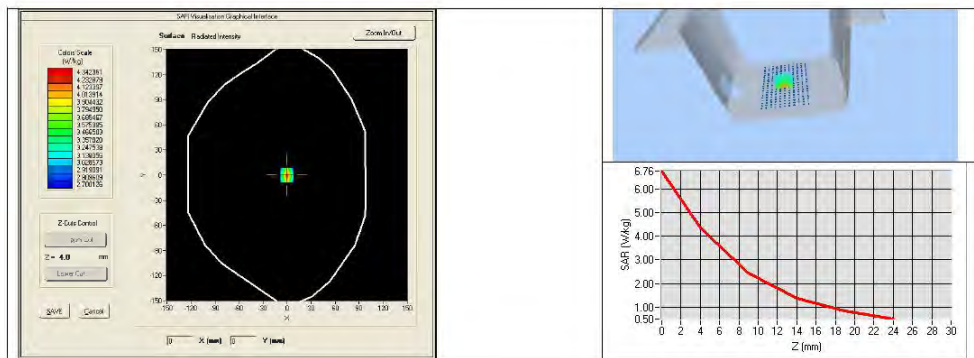 SAR Visualisation Graphical Interface
Surface Radiated Intensity
Zoom In/Out
Colors Scale
(W/kg)
4.342361
4.232879
4.123397
4.013914
3.904432
3.794950
3.685467
3.575985
3.466503
3.357020
3.247538
3.138056
3.028573
2.919091
2.809609
2.700126
150
120
90
60
30
0
-30
-60
-90
-120
-150
Y
-150 -120 -90 -60 -30 0 30 60 90 120 150
X
Z-Cuts Control
Z = 4.0 mm
Lower Cut
SAVE
Cancel
0 X (mm) 0 Y (mm)
6.76
6.00
5.00
4.00
3.00
2.00
1.00
0.50
SAR (W/kg)
0 2 4 6 8 10 12 14 16 18 20 22 24 26 28 30
Z (mm)